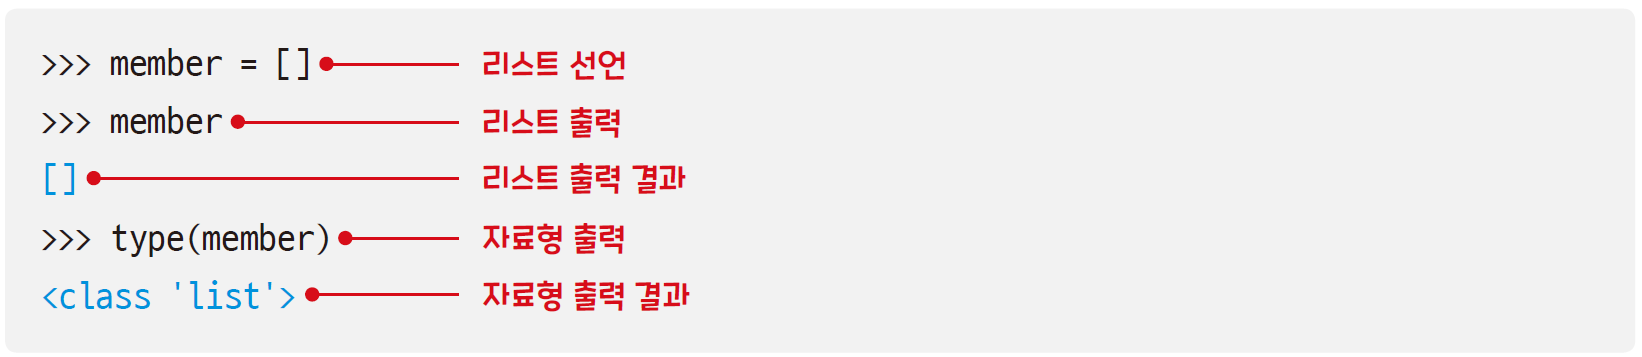 >>> member = [] 리스트 선언
>>> member 리스트 출력
[] 리스트 출력 결과
>>> type(member) 자료형 출력
<class 'list'> 자료형 출력 결과